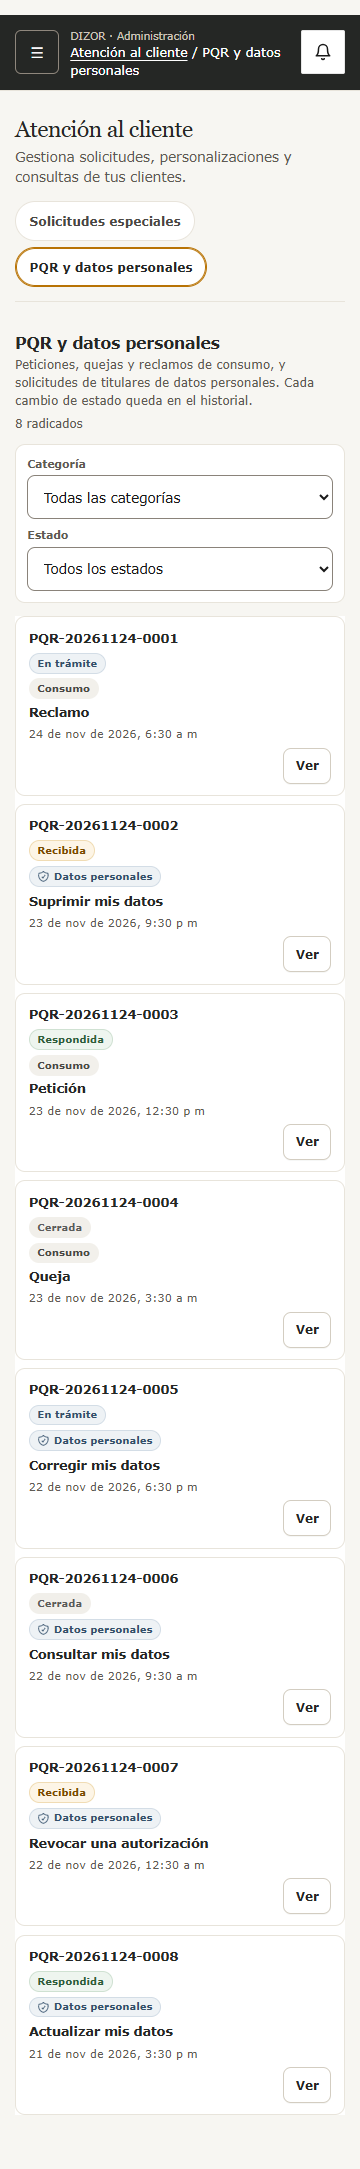 DIZOR · Administración
Atención al cliente / PQR y datos
personales
Atención al cliente
Gestiona solicitudes, personalizaciones y
consultas de tus clientes.
Solicitudes especiales
PQR y datos personales
PQR y datos personales
Peticiones, quejas y reclamos de consumo, y
solicitudes de titulares de datos personales. Cada
cambio de estado queda en el historial.
8 radicados
Categoría
Todas las categorías
Estado
Todos los estados
PQR-20261124-0001
En trámite
Consumo
Reclamo
24 de nov de 2026, 6:30 a m
Ver
PQR-20261124-0002
Recibida
Datos personales
Suprimir mis datos
23 de nov de 2026, 9:30 p m
Ver
PQR-20261124-0003
Respondida
Consumo
Petición
23 de nov de 2026, 12:30 p m
Ver
PQR-20261124-0004
Cerrada
Consumo
Queja
23 de nov de 2026, 3:30 a m
Ver
PQR-20261124-0005
En trámite
Datos personales
Corregir mis datos
22 de nov de 2026, 6:30 p m
Ver
PQR-20261124-0006
Cerrada
Datos personales
Consultar mis datos
22 de nov de 2026, 9:30 a m
Ver
PQR-20261124-0007
Recibida
Datos personales
Revocar una autorización
22 de nov de 2026, 12:30 a m
Ver
PQR-20261124-0008
Respondida
Datos personales
Actualizar mis datos
21 de nov de 2026, 3:30 p m
Ver